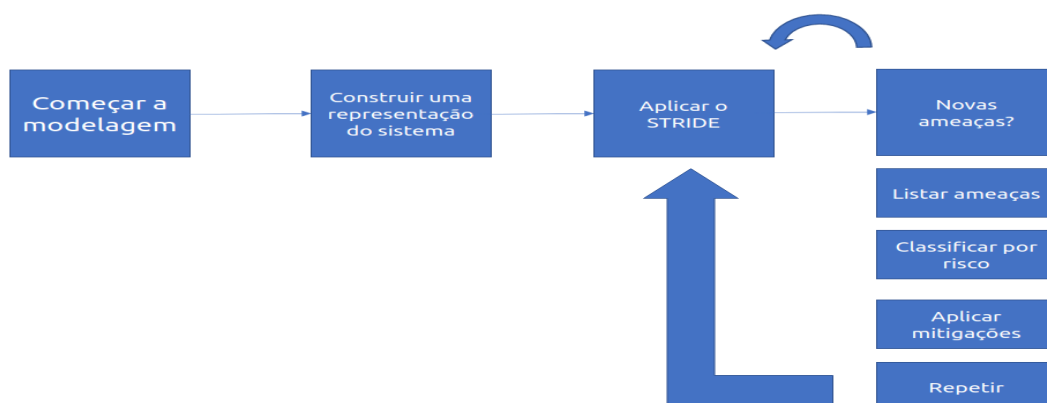 Começar a
modelagem
Construir uma
representação
do sistema
Aplicar o
STRIDE
Novas
ameaças?
Listar ameaças
Classificar por
risco
Aplicar
mitigações
Repetir